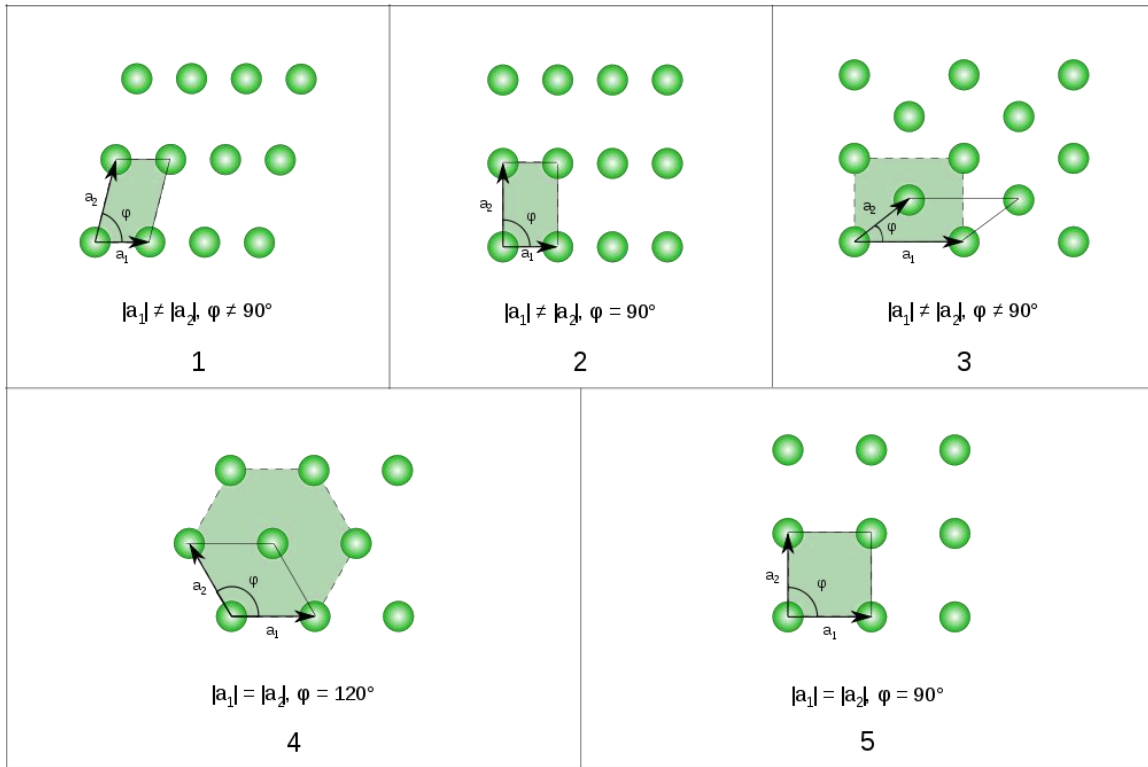 a₂
φ
a₁
|a₁| ≠ |a₂|, φ ≠ 90°
1
a₂
φ
a₁
|a₁| ≠ |a₂|, φ = 90°
2
a₂
φ
a₁
|a₁| ≠ |a₂|, φ ≠ 90°
3
a₂
φ
a₁
|a₁| = |a₂|, φ = 120°
4
a₂
φ
a₁
|a₁| = |a₂|, φ = 90°
5